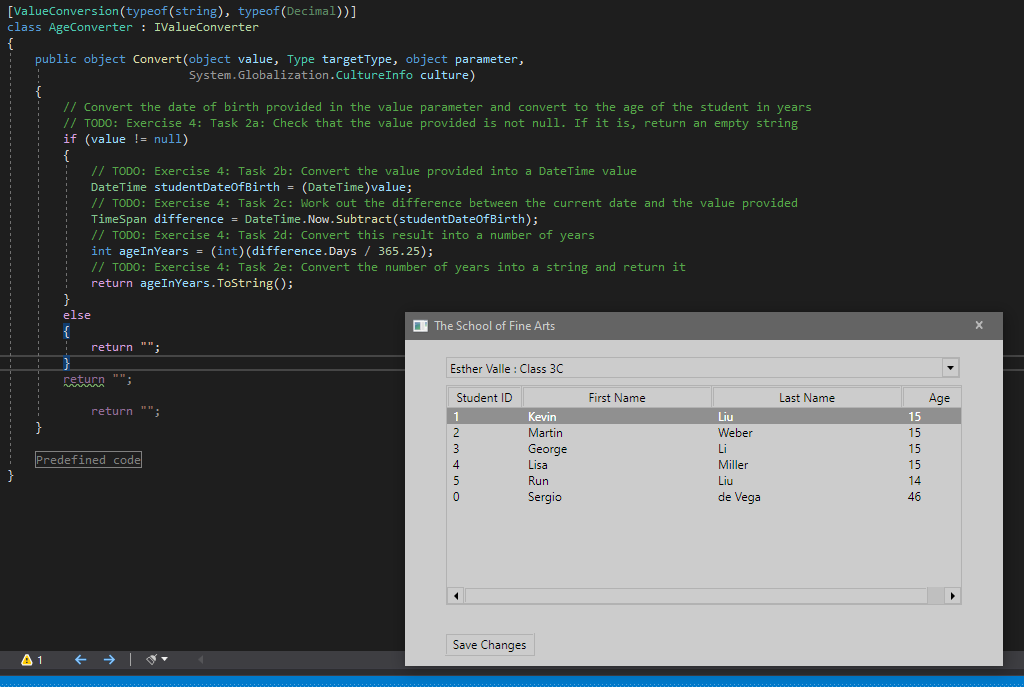 [ValueConversion(typeof(string), typeof(Decimal))]
class AgeConverter : IValueConverter
{
public object Convert(object value, Type targetType, object parameter,
System.Globalization.CultureInfo culture)
{
// Convert the date of birth provided in the value parameter and convert to the age of the student in years
// TODO: Exercise 4: Task 2a: Check that the value provided is not null. If it is, return an empty string
if (value != null)
{
// TODO: Exercise 4: Task 2b: Convert the value provided into a DateTime value
DateTime studentDateOfBirth = (DateTime)value;
// TODO: Exercise 4: Task 2c: Work out the difference between the current date and the value provided
TimeSpan difference = DateTime.Now.Subtract(studentDateOfBirth);
// TODO: Exercise 4: Task 2d: Convert this result into a number of years
int ageInYears = (int)(difference.Days / 365.25);
// TODO: Exercise 4: Task 2e: Convert the number of years into a string and return it
return ageInYears.ToString();
}
else
{
return "";
}
return "";
return "";
}
Predefined code
}
The School of Fine Arts
Esther Valle : Class 3C
Student ID First Name Last Name Age
1 Kevin Liu 15
2 Martin Weber 15
3 George Li 15
4 Lisa Miller 15
5 Run Liu 14
0 Sergio de Vega 46
Save Changes
1